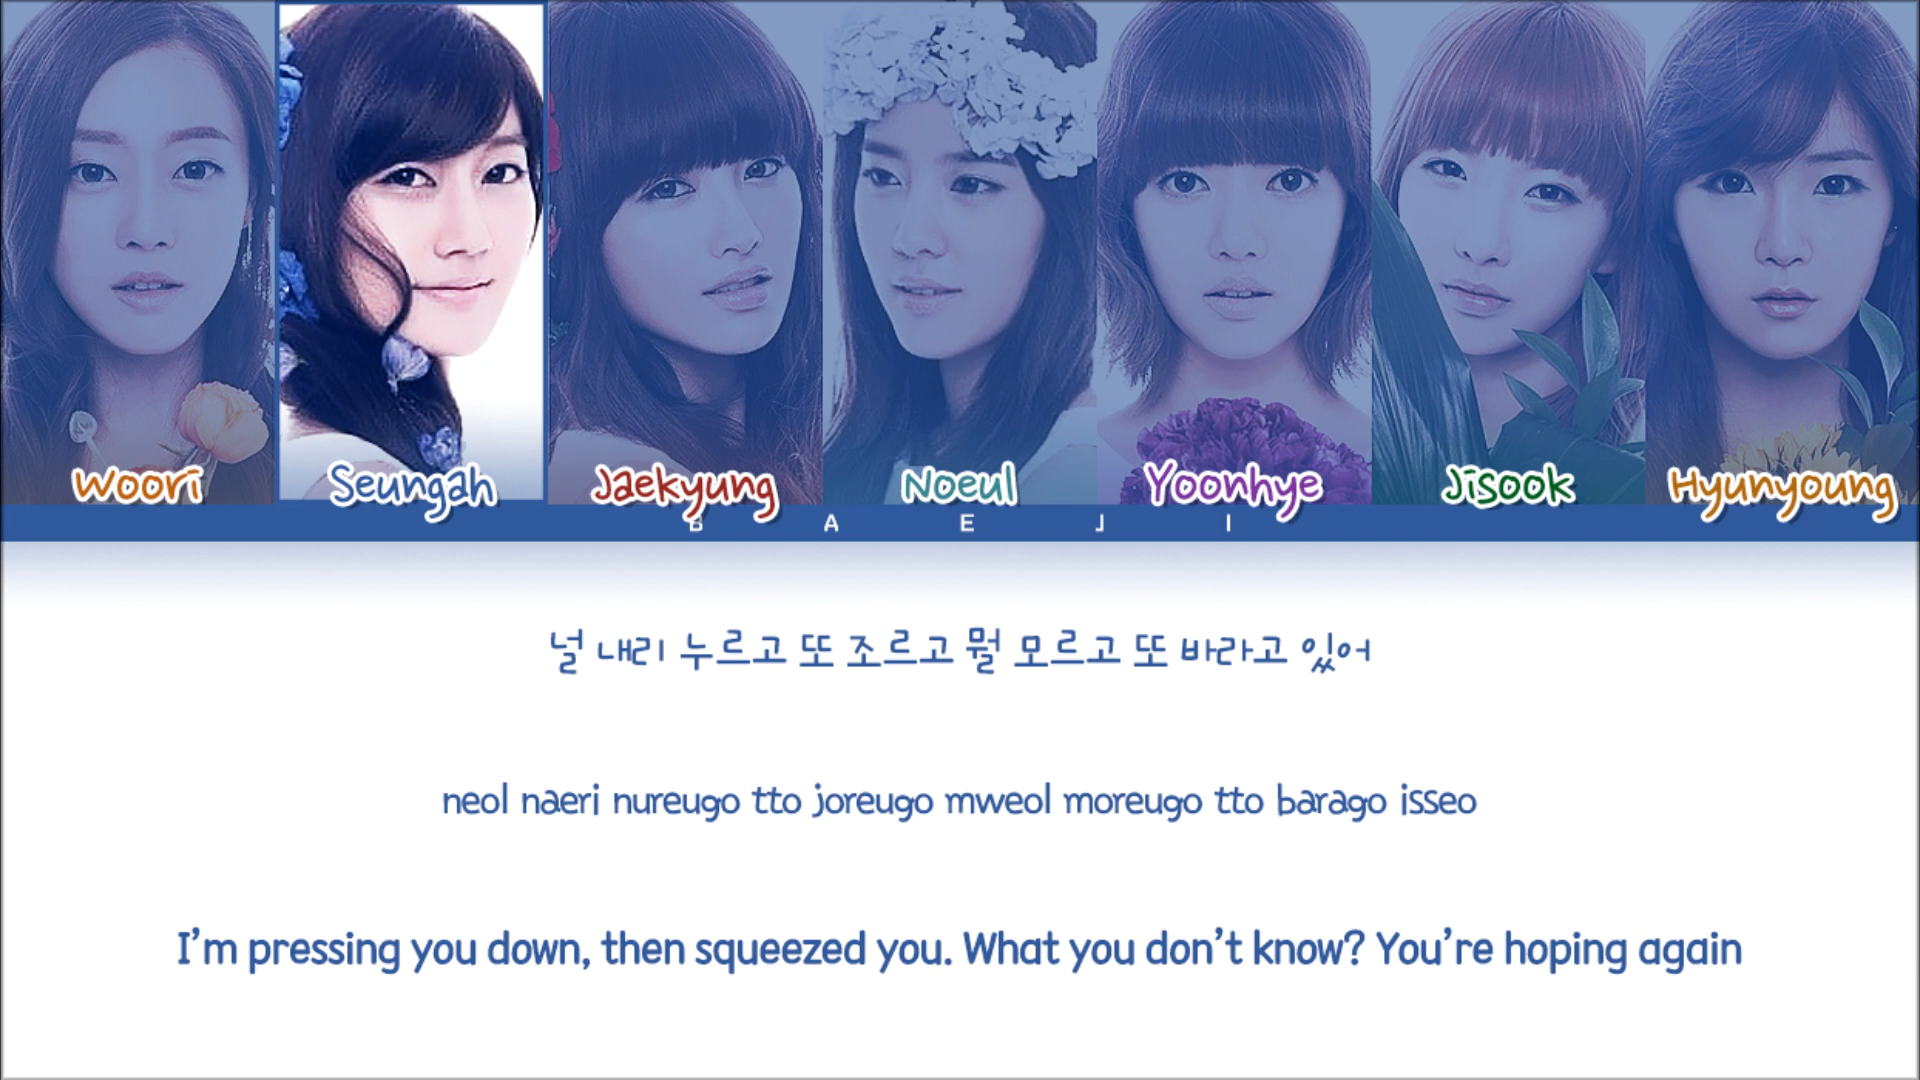 Woori Seungah Jaekyung Noeul Yoonhye Jisook Hyunyoung
B A E J I
널 내리 누르고 또 조르고 뭘 모르고 또 바라고 있어
neol naeri nureugo tto joreugo mweol moreugo tto barago isseo
I'm pressing you down, then squeezed you. What you don't know? You're hoping again